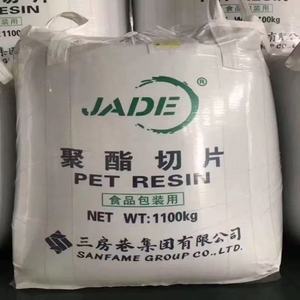 JADE®
聚酯切片
PET RESIN
食品包装用
NET WT:1100kg
三房巷集团有限公司
SANFAME GROUP CO.,LTD.